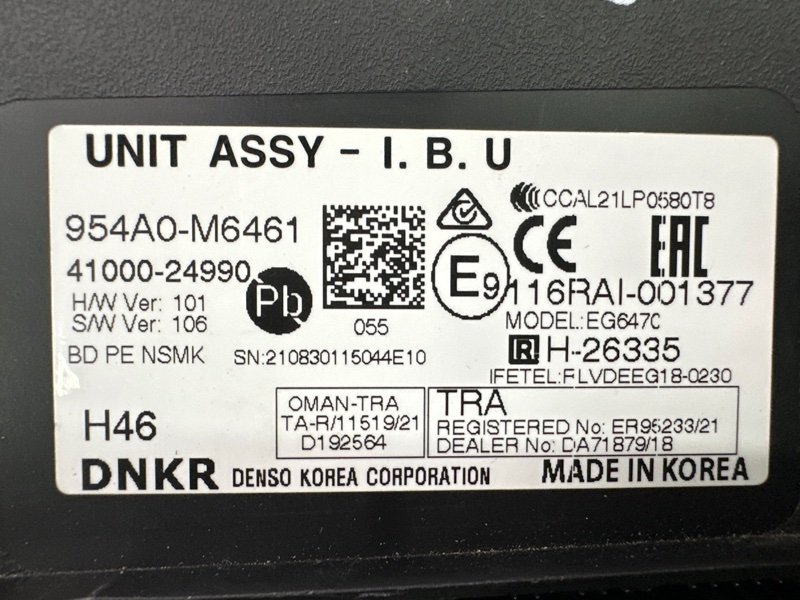 UNIT ASSY - I. B. U
954A0-M6461
41000-24990
H/W Ver: 101
S/W Ver: 106
BD PE NSMK
Pb
055
SN:210830115044E10
CCAL21LP0580T8
CE EAC
E9 116RAI-001377
MODEL:EG647C
R H-26335
IFETEL:FLVDEEG18-0230
H46
OMAN-TRA
TA-R/11519/21
D192564
TRA
REGISTERED No: ER95233/21
DEALER No: DA71879/18
DNKR DENSO KOREA CORPORATION MADE IN KOREA